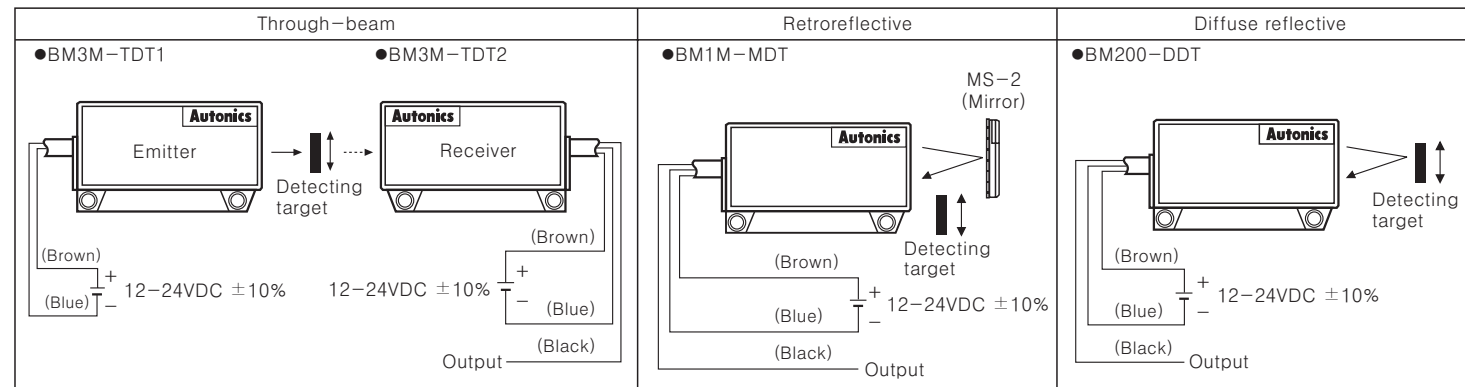 Through−beam
Retroreflective
Diffuse reflective
●BM3M−TDT1
●BM3M−TDT2
Autonics
Emitter
Autonics
Receiver
Detecting
target
(Brown)
+
12−24VDC ±10%
(Blue)
−
(Brown)
+
12−24VDC ±10%
−
(Blue)
(Black)
Output
●BM1M−MDT
MS−2
(Mirror)
Autonics
Detecting
target
(Brown)
+
12−24VDC ±10%
(Blue)
−
(Black)
Output
●BM200−DDT
Autonics
Detecting
target
(Brown)
+
12−24VDC ±10%
(Blue)
−
(Black)
Output